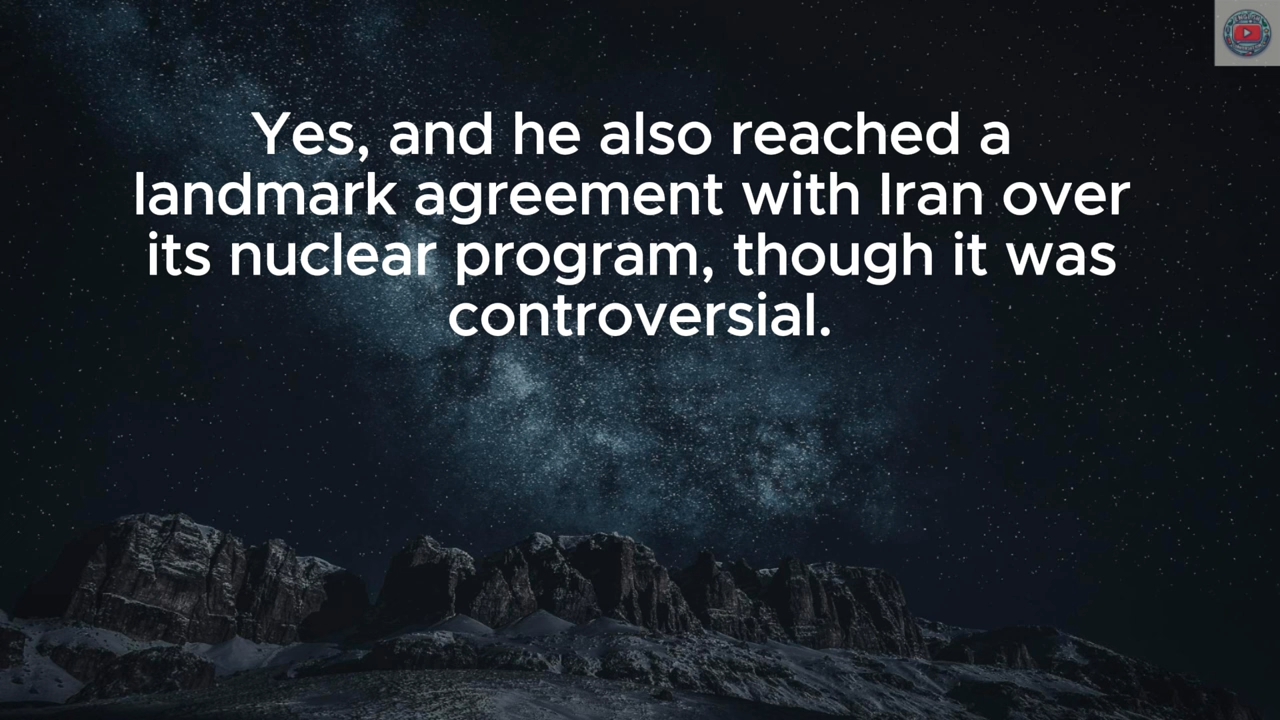 Yes, and he also reached a
landmark agreement with Iran over
its nuclear program, though it was
controversial.